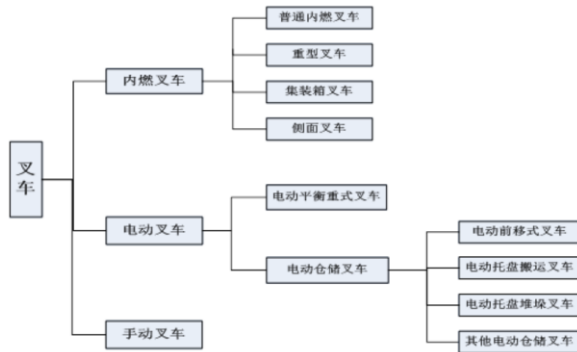 叉车
内燃叉车
普通内燃叉车
重型叉车
集装箱叉车
侧面叉车
电动叉车
电动平衡重式叉车
电动仓储叉车
电动前移式叉车
电动托盘搬运叉车
电动托盘堆垛叉车
其他电动仓储叉车
手动叉车